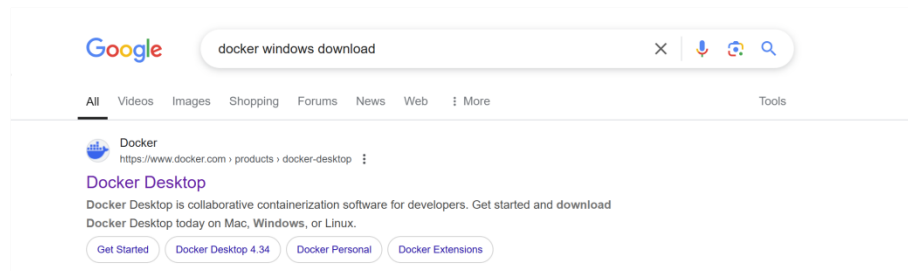 Google
docker windows download
All Videos Images Shopping Forums News Web More Tools
Docker
https://www.docker.com › products › docker-desktop
Docker Desktop
Docker Desktop is collaborative containerization software for developers. Get started and download
Docker Desktop today on Mac, Windows, or Linux.
Get Started Docker Desktop 4.34 Docker Personal Docker Extensions